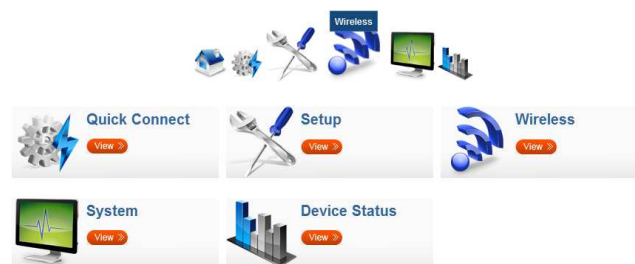 Wireless
Quick Connect
View »
Setup
View »
Wireless
View »
System
View »
Device Status
View »